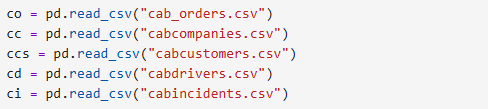 co = pd.read_csv("cab_orders.csv")
cc = pd.read_csv("cabcompanies.csv")
ccs = pd.read_csv("cabcustomers.csv")
cd = pd.read_csv("cabdrivers.csv")
ci = pd.read_csv("cabincidents.csv")